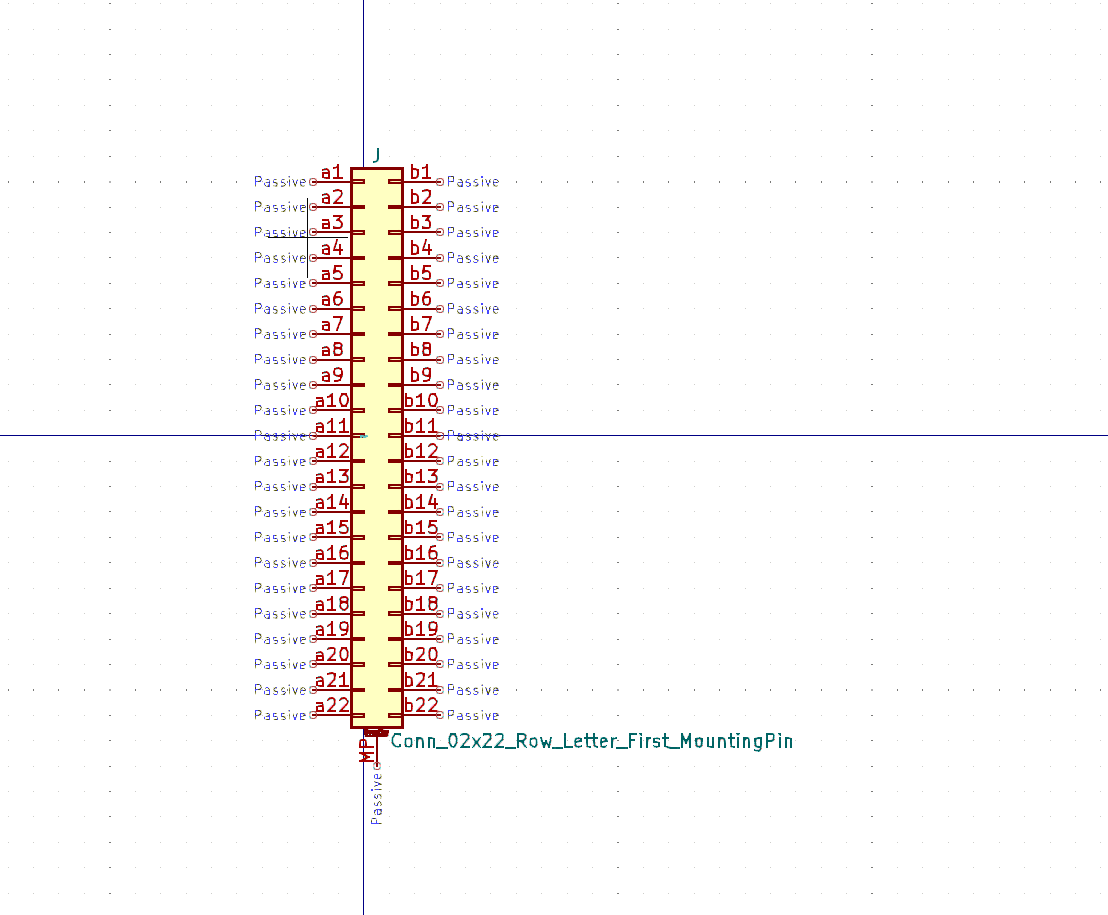 J
Passive a1 b1 Passive
Passive a2 b2 Passive
Passive a3 b3 Passive
Passive a4 b4 Passive
Passive a5 b5 Passive
Passive a6 b6 Passive
Passive a7 b7 Passive
Passive a8 b8 Passive
Passive a9 b9 Passive
Passive a10 b10 Passive
Passive a11 b11 Passive
Passive a12 b12 Passive
Passive a13 b13 Passive
Passive a14 b14 Passive
Passive a15 b15 Passive
Passive a16 b16 Passive
Passive a17 b17 Passive
Passive a18 b18 Passive
Passive a19 b19 Passive
Passive a20 b20 Passive
Passive a21 b21 Passive
Passive a22 b22 Passive
MP Conn_02x22_Row_Letter_First_MountingPin
Passive